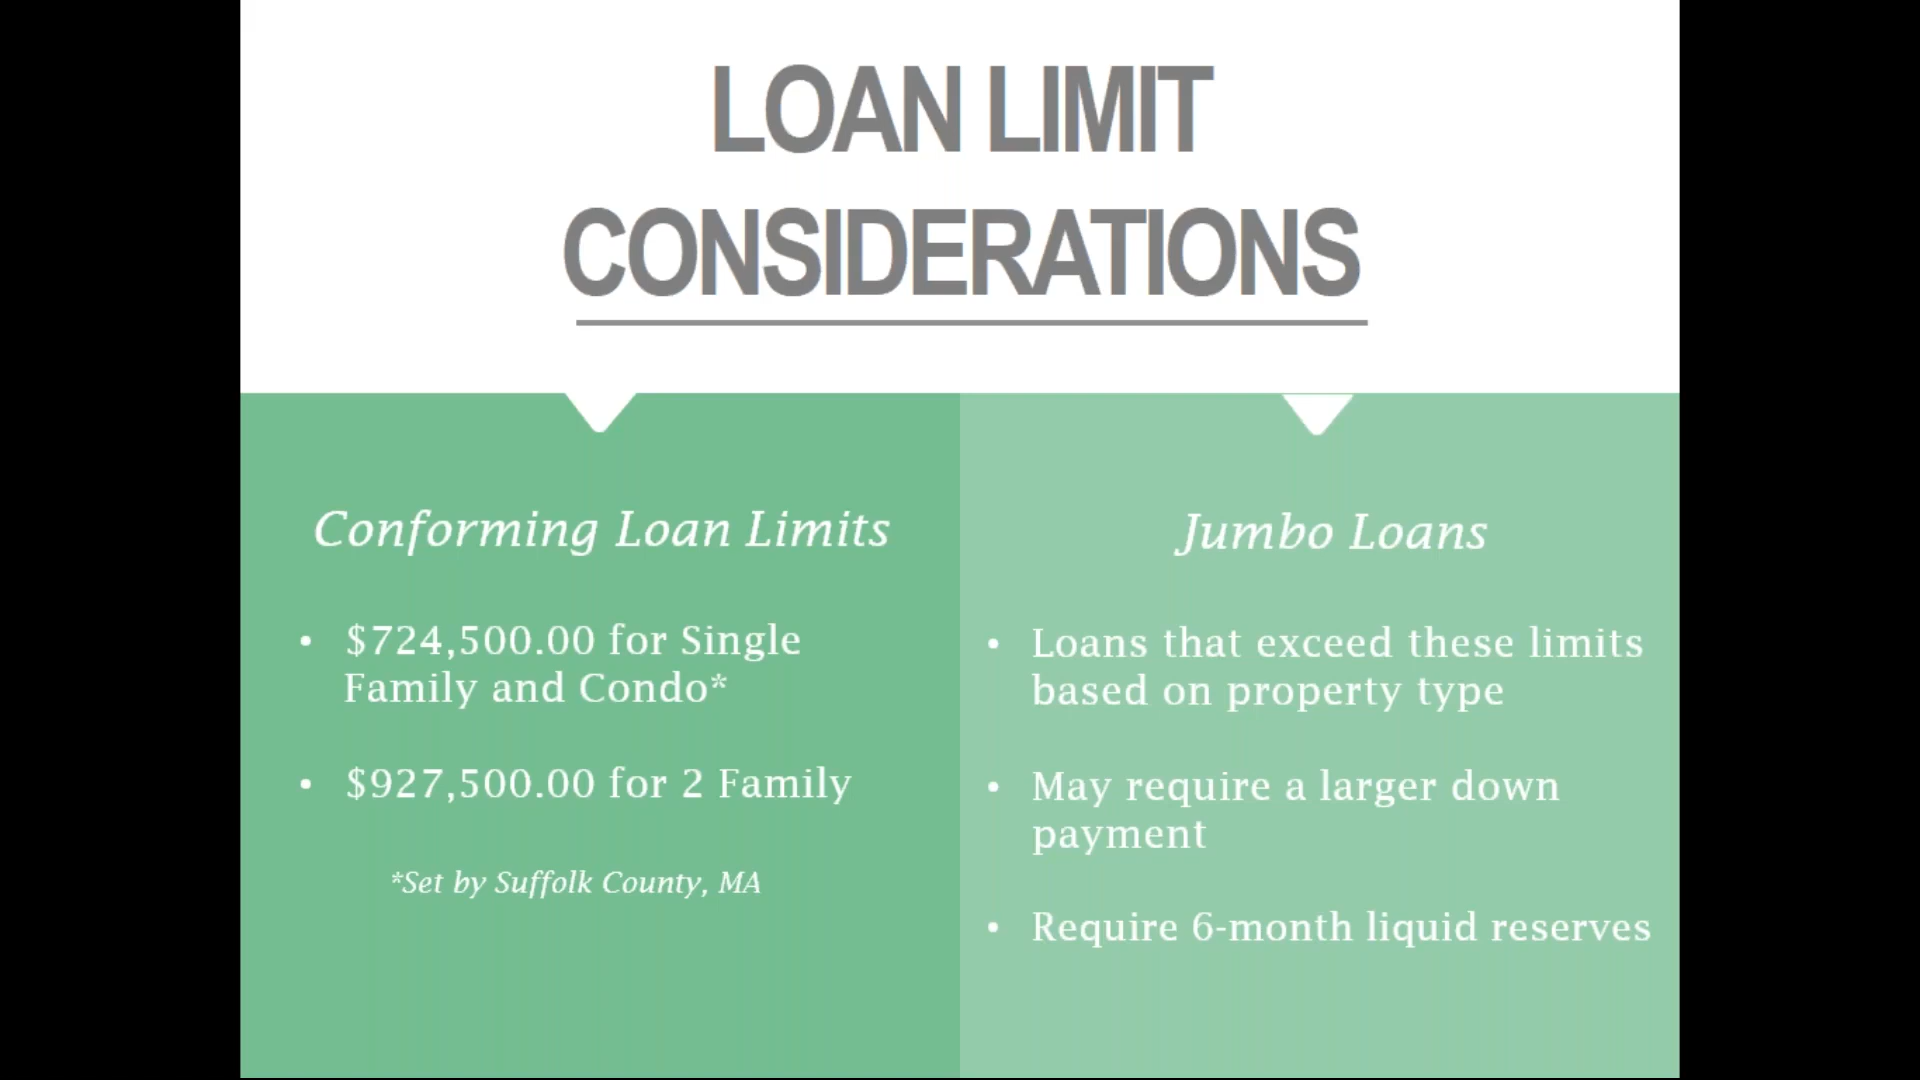 LOAN LIMIT
CONSIDERATIONS
Conforming Loan Limits
• $724,500.00 for Single
Family and Condo*
• $927,500.00 for 2 Family
*Set by Suffolk County, MA
Jumbo Loans
• Loans that exceed these limits
based on property type
• May require a larger down
payment
• Require 6-month liquid reserves